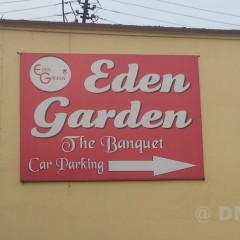 Eden Garden
Eden
Garden
The Banquet
Car Parking